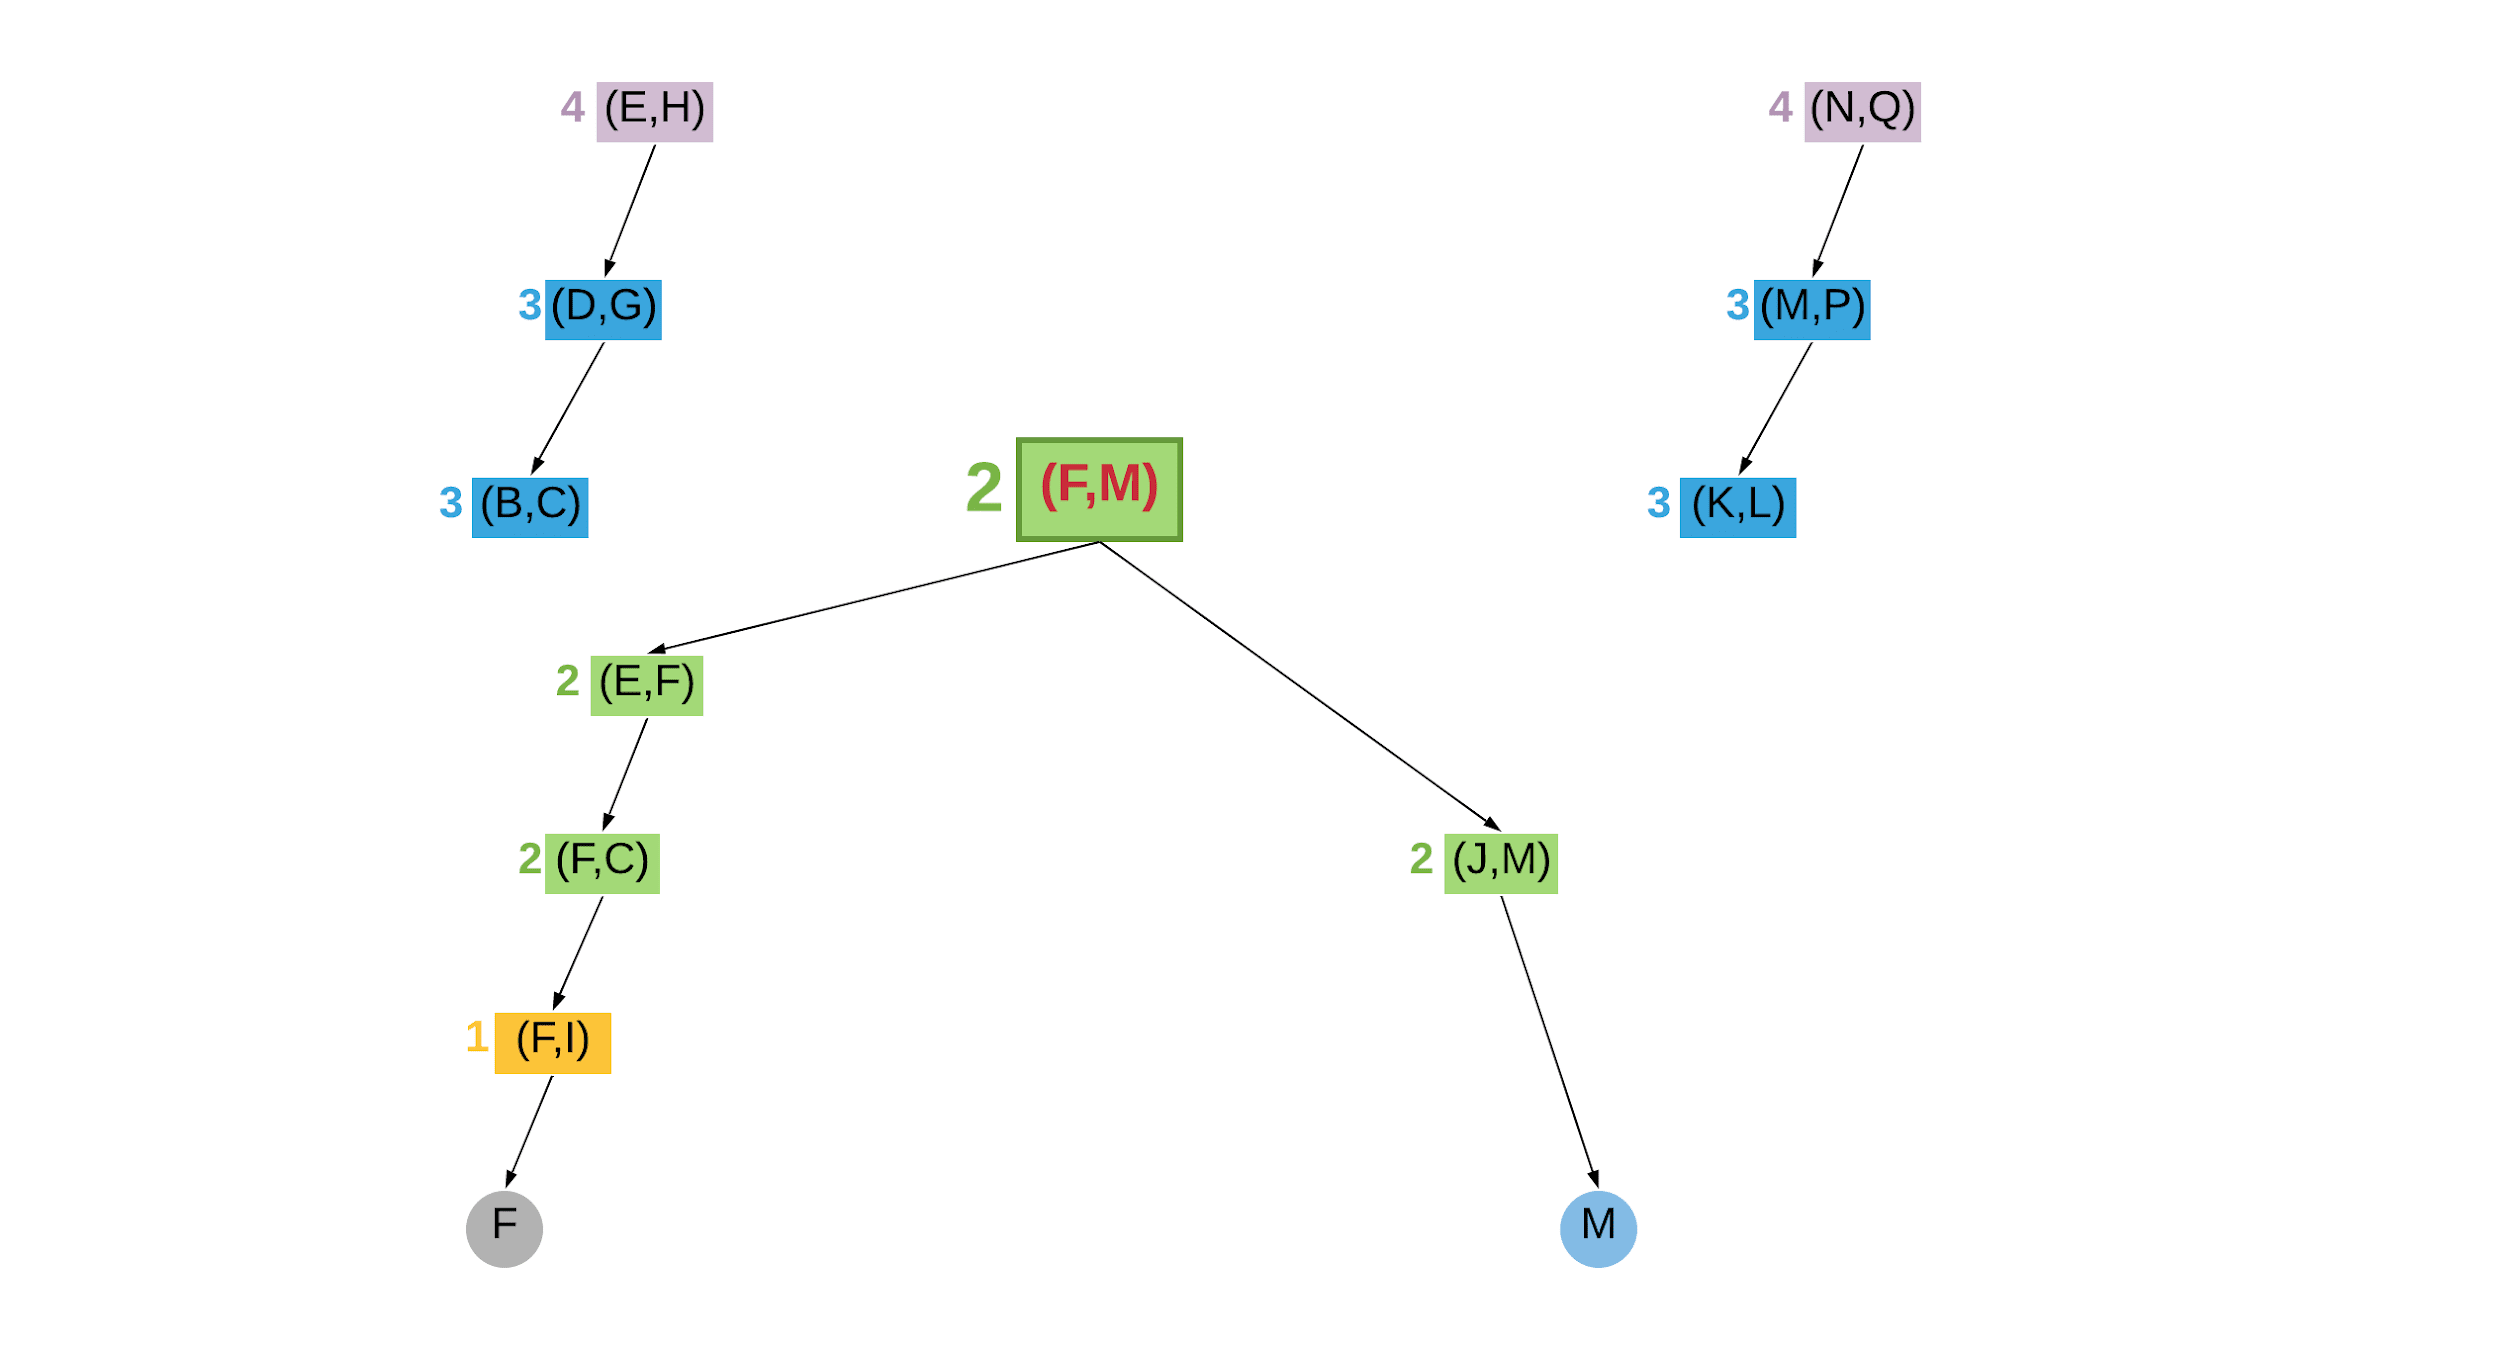 4 (E,H)
4 (N,Q)
3 (D,G)
3 (M,P)
3 (B,C)
2 (F,M)
3 (K,L)
2 (E,F)
2 (F,C)
2 (J,M)
1 (F,I)
F
M